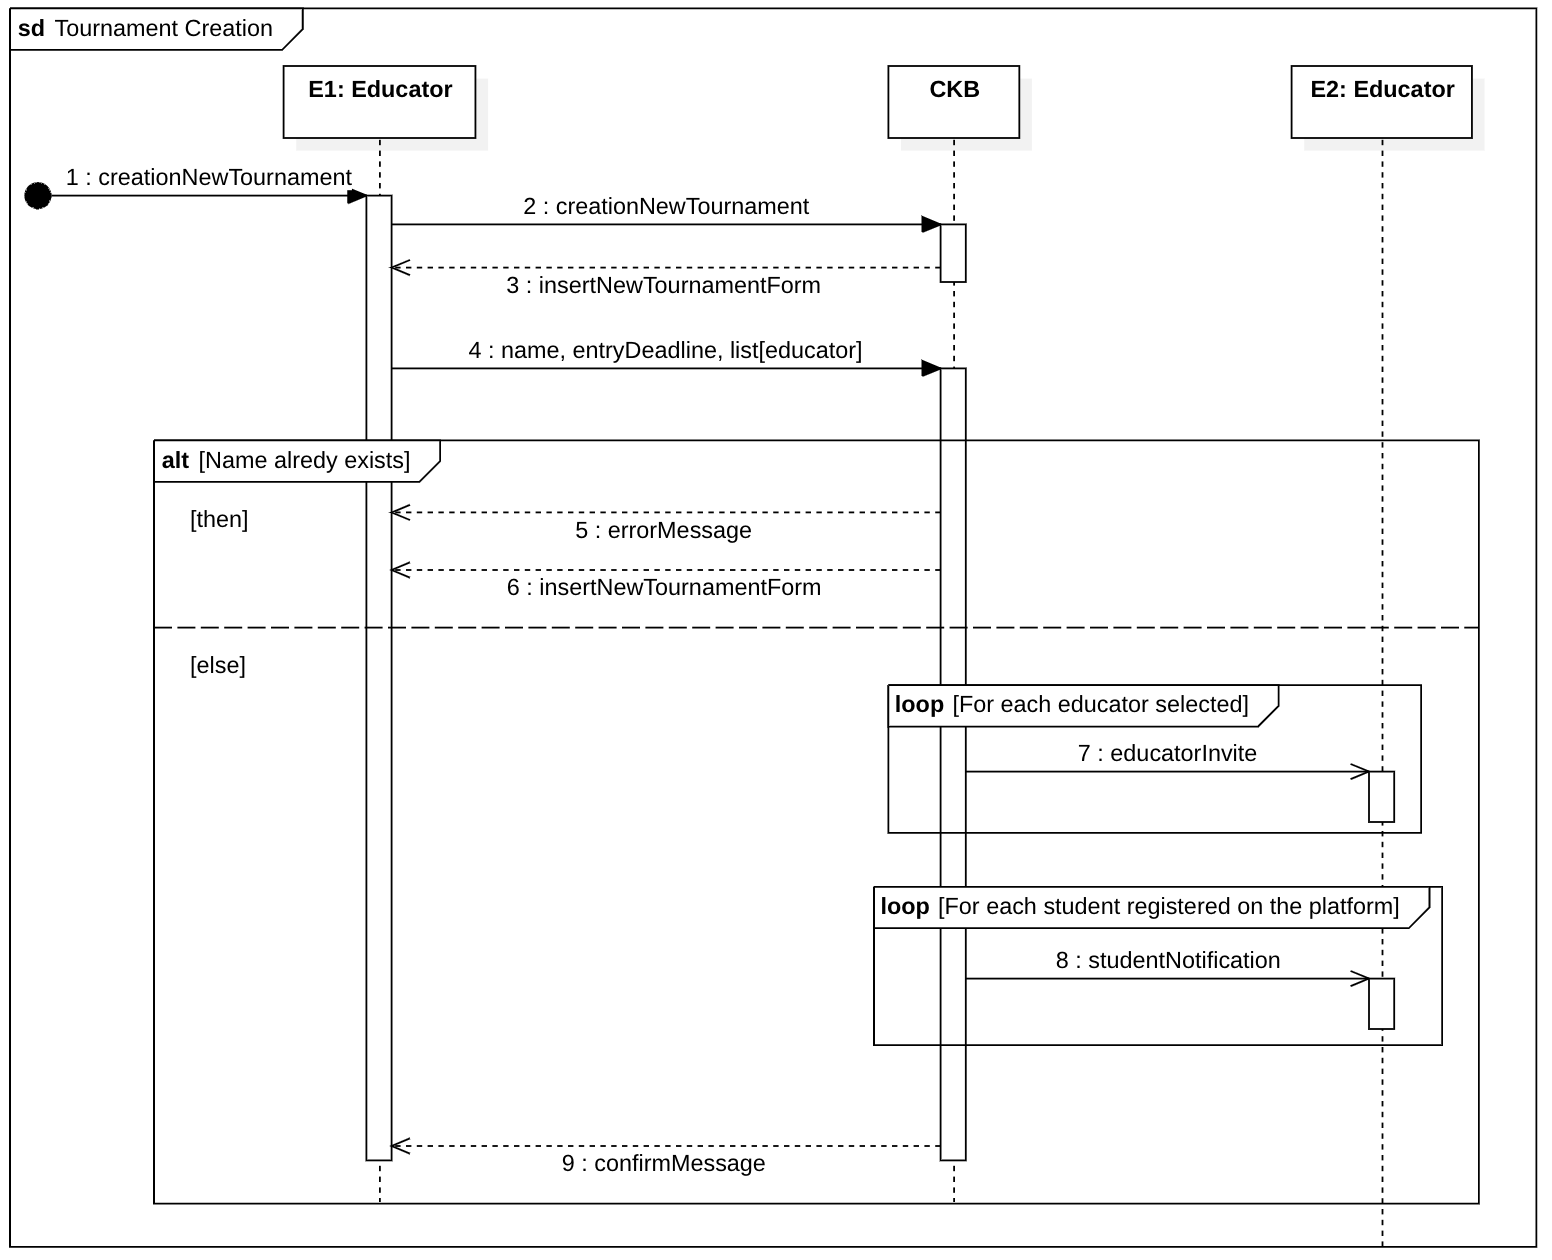 sd Tournament Creation
E1: Educator
CKB
E2: Educator
1 : creationNewTournament
2 : creationNewTournament
3 : insertNewTournamentForm
4 : name, entryDeadline, list[educator]
alt [Name alredy exists]
[then]
5 : errorMessage
6 : insertNewTournamentForm
[else]
loop [For each educator selected]
7 : educatorInvite
loop [For each student registered on the platform]
8 : studentNotification
9 : confirmMessage